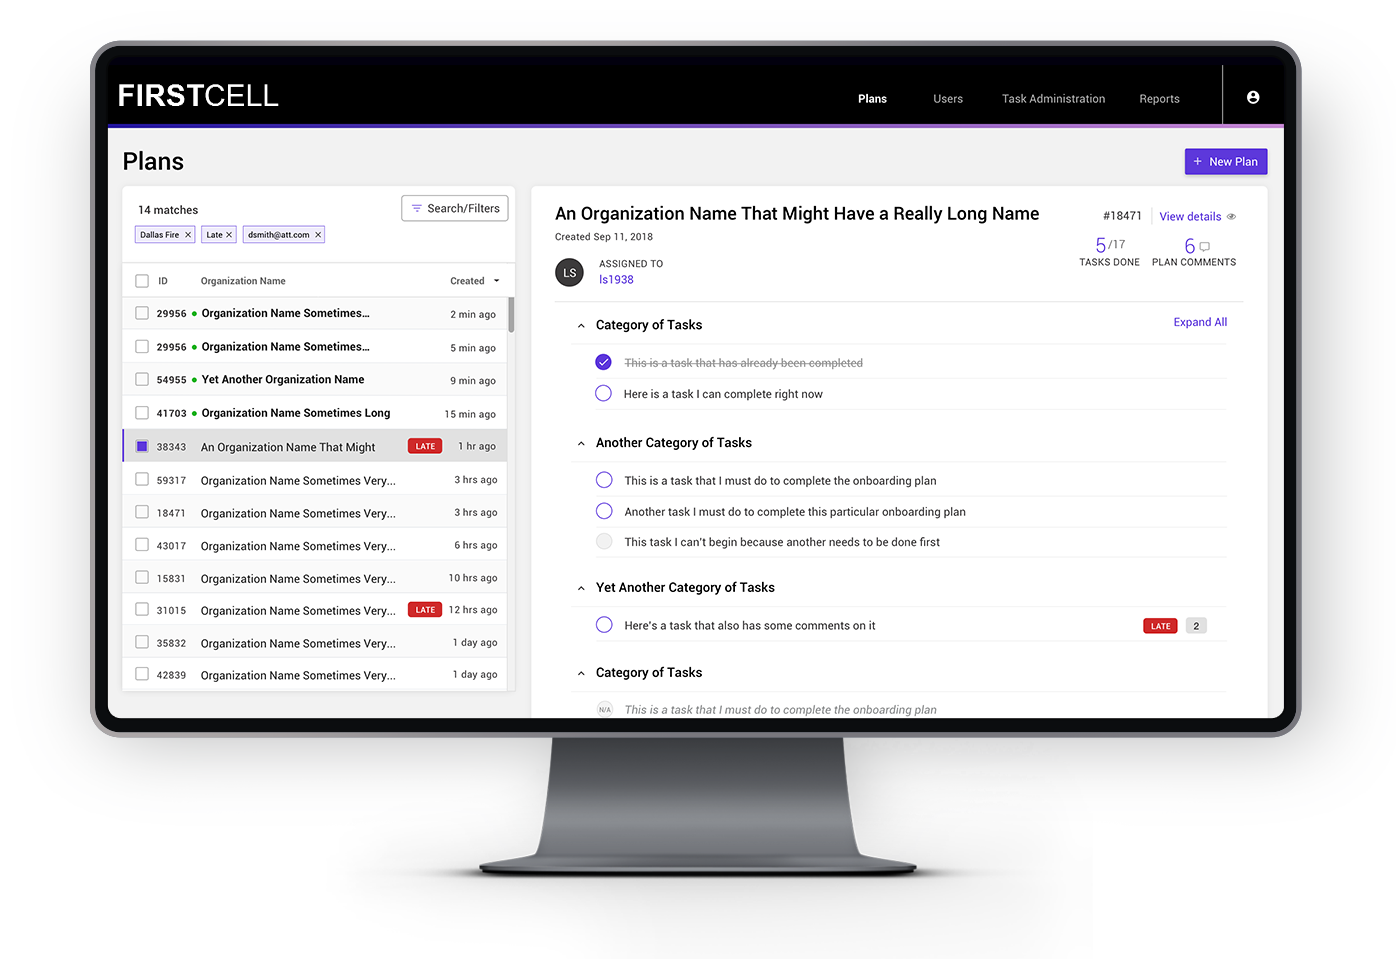 FIRSTCELL
Plans Users Task Administration Reports
Plans
+ New Plan
14 matches
Search/Filters
Dallas Fire × Late × dsmith@att.com ×
ID Organization Name Created
29956 Organization Name Sometimes... 2 min ago
29956 Organization Name Sometimes... 5 min ago
54955 Yet Another Organization Name 9 min ago
41703 Organization Name Sometimes Long 15 min ago
38343 An Organization Name That Might LATE 1 hr ago
59317 Organization Name Sometimes Very... 3 hrs ago
18471 Organization Name Sometimes Very... 3 hrs ago
43017 Organization Name Sometimes Very... 6 hrs ago
15831 Organization Name Sometimes Very... 10 hrs ago
31015 Organization Name Sometimes Very... LATE 12 hrs ago
35832 Organization Name Sometimes Very... 1 day ago
42839 Organization Name Sometimes Very... 1 day ago
An Organization Name That Might Have a Really Long Name
#18471 View details
Created Sep 11, 2018
5/17 6
TASKS DONE PLAN COMMENTS
LS
ASSIGNED TO
ls1938
Category of Tasks
Expand All
This is a task that has already been completed
Here is a task I can complete right now
Another Category of Tasks
This is a task that I must do to complete the onboarding plan
Another task I must do to complete this particular onboarding plan
This task I can't begin because another needs to be done first
Yet Another Category of Tasks
Here's a task that also has some comments on it LATE 2
Category of Tasks
N/A This is a task that I must do to complete the onboarding plan